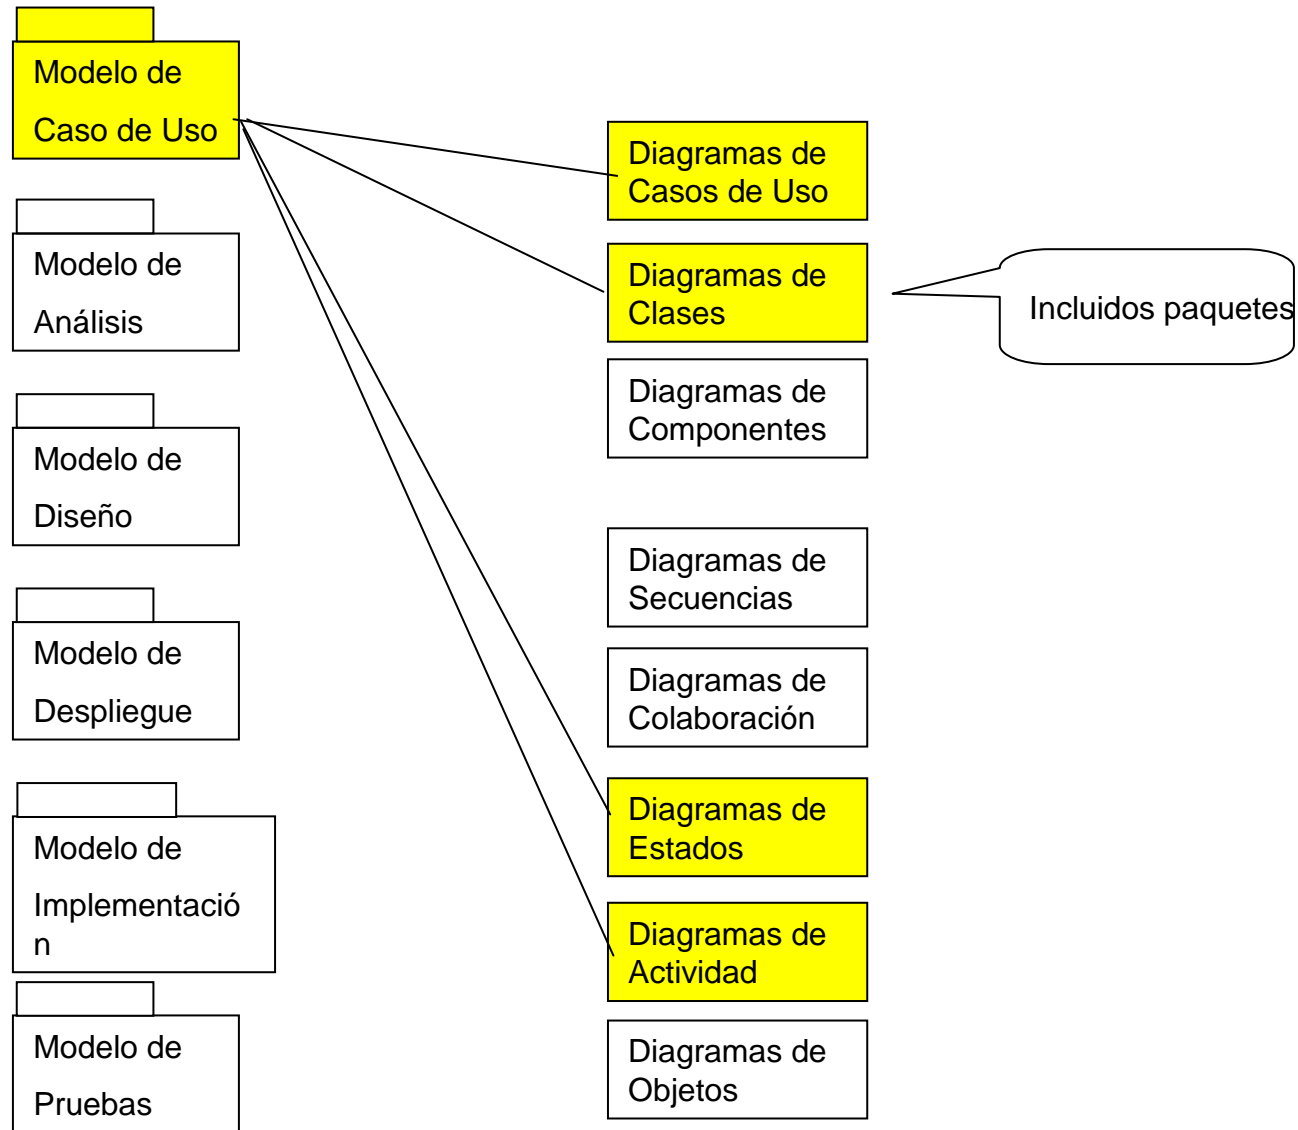 Modelo de
Caso de Uso
Modelo de
Análisis
Modelo de
Diseño
Modelo de
Despliegue
Modelo de
Implementació
n
Modelo de
Pruebas
Diagramas de
Casos de Uso
Diagramas de
Clases
Diagramas de
Componentes
Diagramas de
Secuencias
Diagramas de
Colaboración
Diagramas de
Estados
Diagramas de
Actividad
Diagramas de
Objetos
Incluidos paquetes